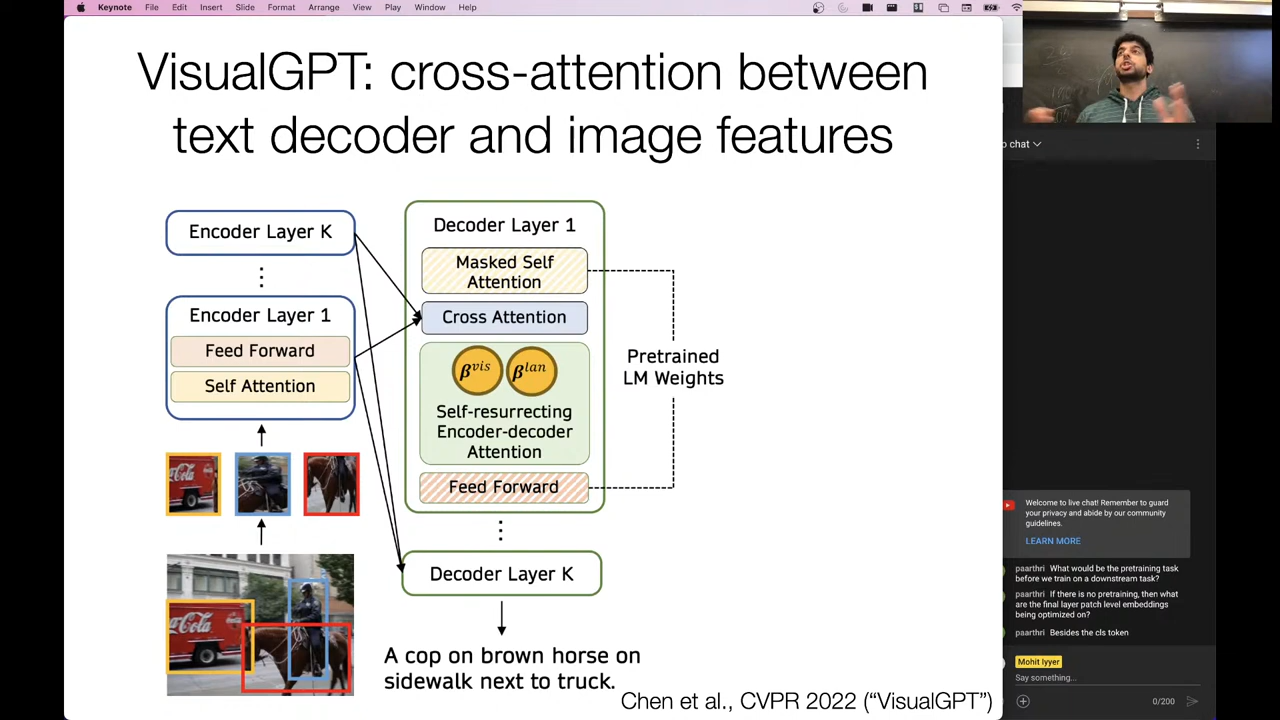 Keynote File Edit Insert Slide Format Arrange View Play Window Help
VisualGPT: cross-attention between
text decoder and image features
Encoder Layer K
Encoder Layer 1
Feed Forward
Self Attention
Decoder Layer 1
Masked Self
Attention
Cross Attention
β^vis β^lan
Self-resurrecting
Encoder-decoder
Attention
Feed Forward
Pretrained
LM Weights
Decoder Layer K
A cop on brown horse on
sidewalk next to truck.
Coca-Cola
Chen et al., CVPR 2022 (“VisualGPT”)
chat
Welcome to live chat! Remember to guard
your privacy and abide by our community
guidelines.
LEARN MORE
paarthri What would be the pretraining task
before we train on a downstream task?
paarthri If there is no pretraining, then what
are the final layer patch level embeddings
being optimized on?
paarthri Besides the cls token
Mohit Iyyer
Say something...
0/200